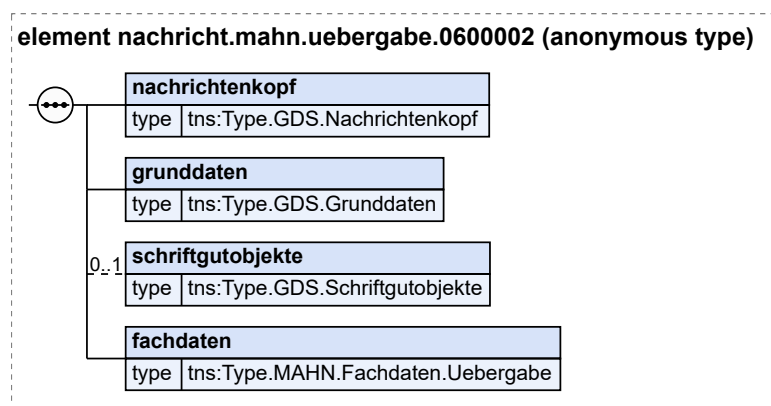 element nachricht.mahn.uebergabe.0600002 (anonymous type)
nachrichtenkopf
type tns:Type.GDS.Nachrichtenkopf
grunddaten
type tns:Type.GDS.Grunddaten
0..1
schriftgutobjekte
type tns:Type.GDS.Schriftgutobjekte
fachdaten
type tns:Type.MAHN.Fachdaten.Uebergabe